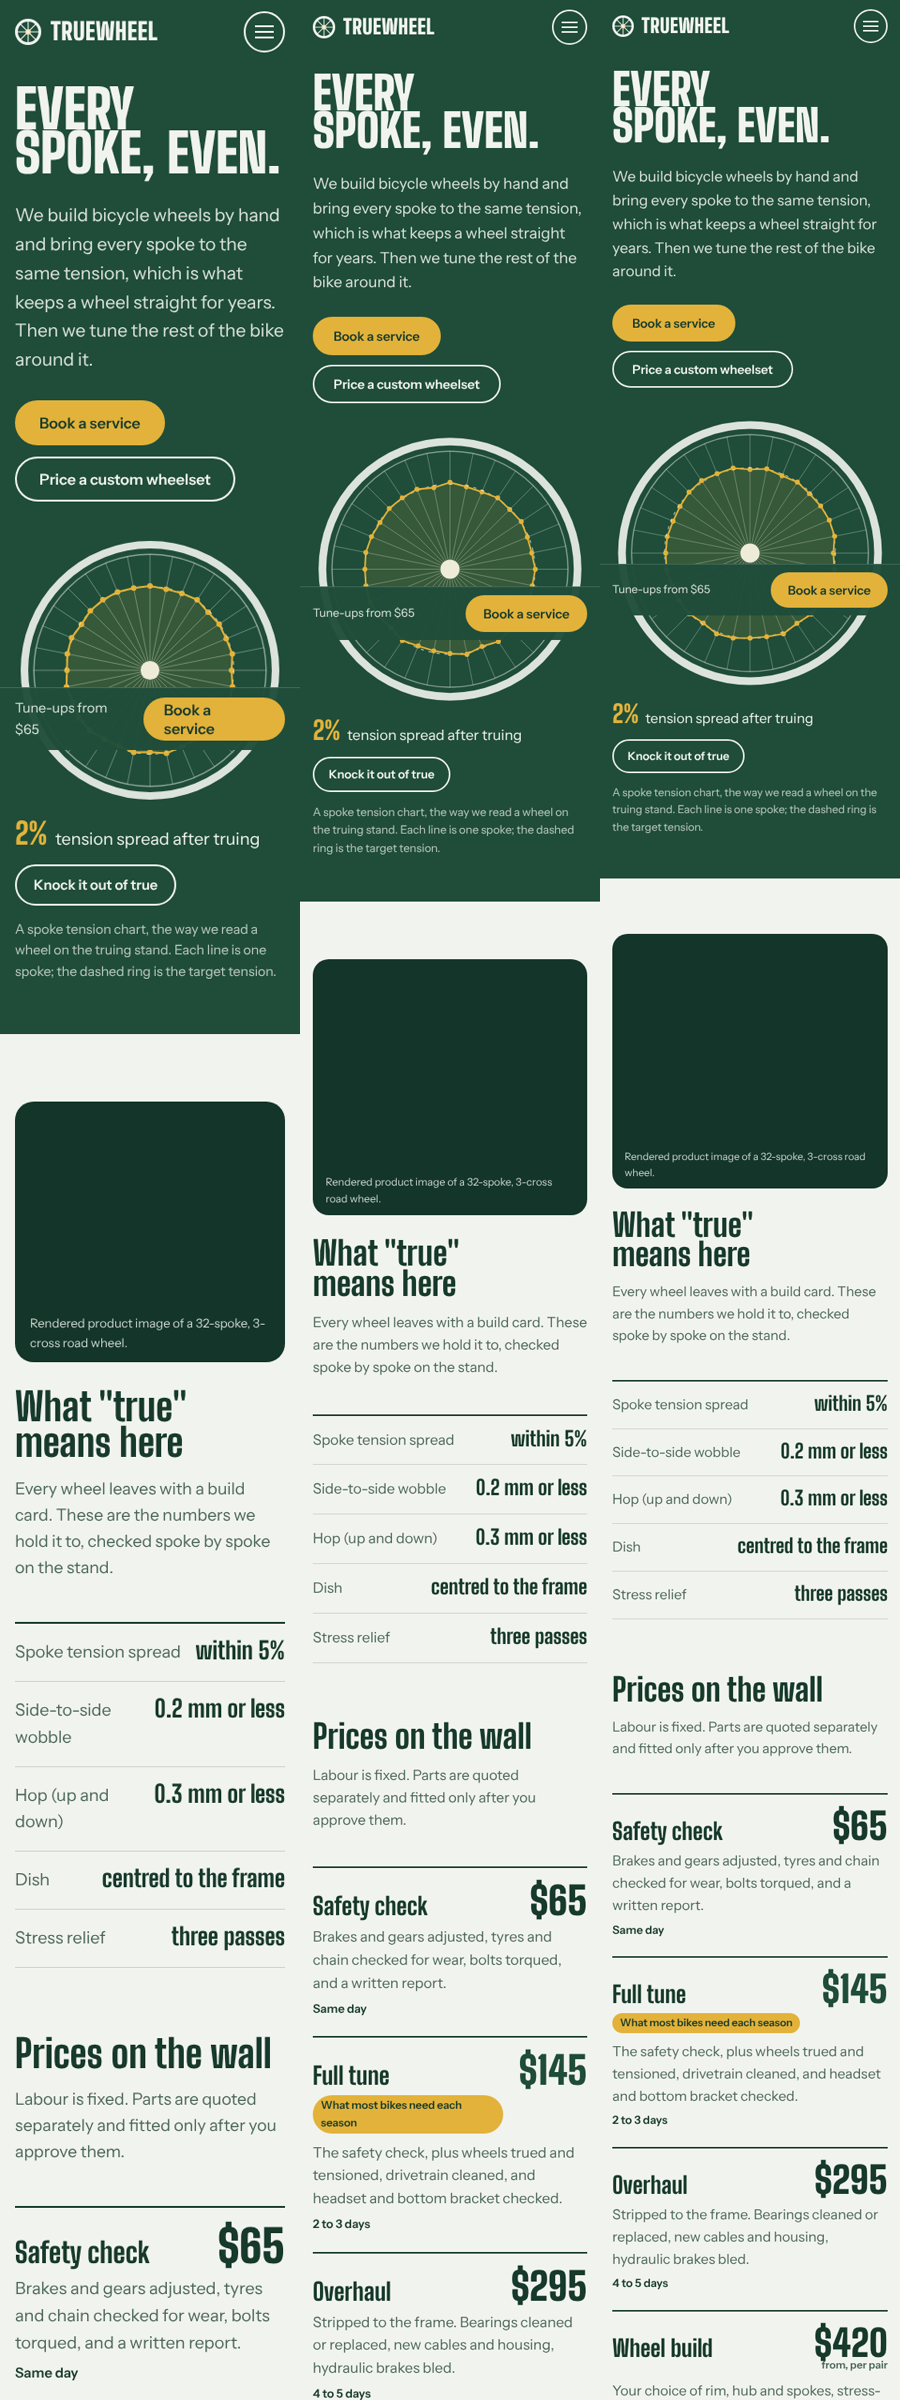 TRUEWHEEL
EVERY
SPOKE, EVEN.
We build bicycle wheels by hand
and bring every spoke to the
same tension, which is what
keeps a wheel straight for years.
Then we tune the rest of the bike
around it.
Book a service
Price a custom wheelset
Tune-ups from
$65
Book a
service
2% tension spread after truing
Knock it out of true
A spoke tension chart, the way we read a
wheel on the truing stand. Each line is one
spoke; the dashed ring is the target tension.
Rendered product image of a 32-spoke, 3-
cross road wheel.
What "true"
means here
Every wheel leaves with a build
card. These are the numbers we
hold it to, checked spoke by spoke
on the stand.
Spoke tension spread within 5%
Side-to-side
wobble
0.2 mm or less
Hop (up and
down)
0.3 mm or less
Dish centred to the frame
Stress relief three passes
Prices on the wall
Labour is fixed. Parts are quoted
separately and fitted only after you
approve them.
Safety check $65
Brakes and gears adjusted, tyres
and chain checked for wear, bolts
torqued, and a written report.
Same day
TRUEWHEEL
EVERY
SPOKE, EVEN.
We build bicycle wheels by hand and
bring every spoke to the same tension,
which is what keeps a wheel straight
for years. Then we tune the rest of the
bike around it.
Book a service
Price a custom wheelset
Tune-ups from $65
Book a service
2% tension spread after truing
Knock it out of true
A spoke tension chart, the way we read a wheel on
the truing stand. Each line is one spoke; the dashed
ring is the target tension.
Rendered product image of a 32-spoke, 3-cross
road wheel.
What "true"
means here
Every wheel leaves with a build card. These
are the numbers we hold it to, checked
spoke by spoke on the stand.
Spoke tension spread within 5%
Side-to-side wobble 0.2 mm or less
Hop (up and down) 0.3 mm or less
Dish centred to the frame
Stress relief three passes
Prices on the wall
Labour is fixed. Parts are quoted
separately and fitted only after you
approve them.
Safety check $65
Brakes and gears adjusted, tyres and
chain checked for wear, bolts torqued,
and a written report.
Same day
Full tune $145
What most bikes need each
season
The safety check, plus wheels trued and
tensioned, drivetrain cleaned, and
headset and bottom bracket checked.
2 to 3 days
Overhaul $295
Stripped to the frame. Bearings cleaned
or replaced, new cables and housing,
hydraulic brakes bled.
4 to 5 days
TRUEWHEEL
EVERY
SPOKE, EVEN.
We build bicycle wheels by hand and
bring every spoke to the same tension,
which is what keeps a wheel straight for
years. Then we tune the rest of the bike
around it.
Book a service
Price a custom wheelset
Tune-ups from $65
Book a service
2% tension spread after truing
Knock it out of true
A spoke tension chart, the way we read a wheel on the
truing stand. Each line is one spoke; the dashed ring is
the target tension.
Rendered product image of a 32-spoke, 3-cross road
wheel.
What "true"
means here
Every wheel leaves with a build card. These
are the numbers we hold it to, checked
spoke by spoke on the stand.
Spoke tension spread within 5%
Side-to-side wobble 0.2 mm or less
Hop (up and down) 0.3 mm or less
Dish centred to the frame
Stress relief three passes
Prices on the wall
Labour is fixed. Parts are quoted separately
and fitted only after you approve them.
Safety check $65
Brakes and gears adjusted, tyres and chain
checked for wear, bolts torqued, and a
written report.
Same day
Full tune $145
What most bikes need each season
The safety check, plus wheels trued and
tensioned, drivetrain cleaned, and headset
and bottom bracket checked.
2 to 3 days
Overhaul $295
Stripped to the frame. Bearings cleaned or
replaced, new cables and housing,
hydraulic brakes bled.
4 to 5 days
Wheel build $420
from, per pair
Your choice of rim, hub and spokes, stress-